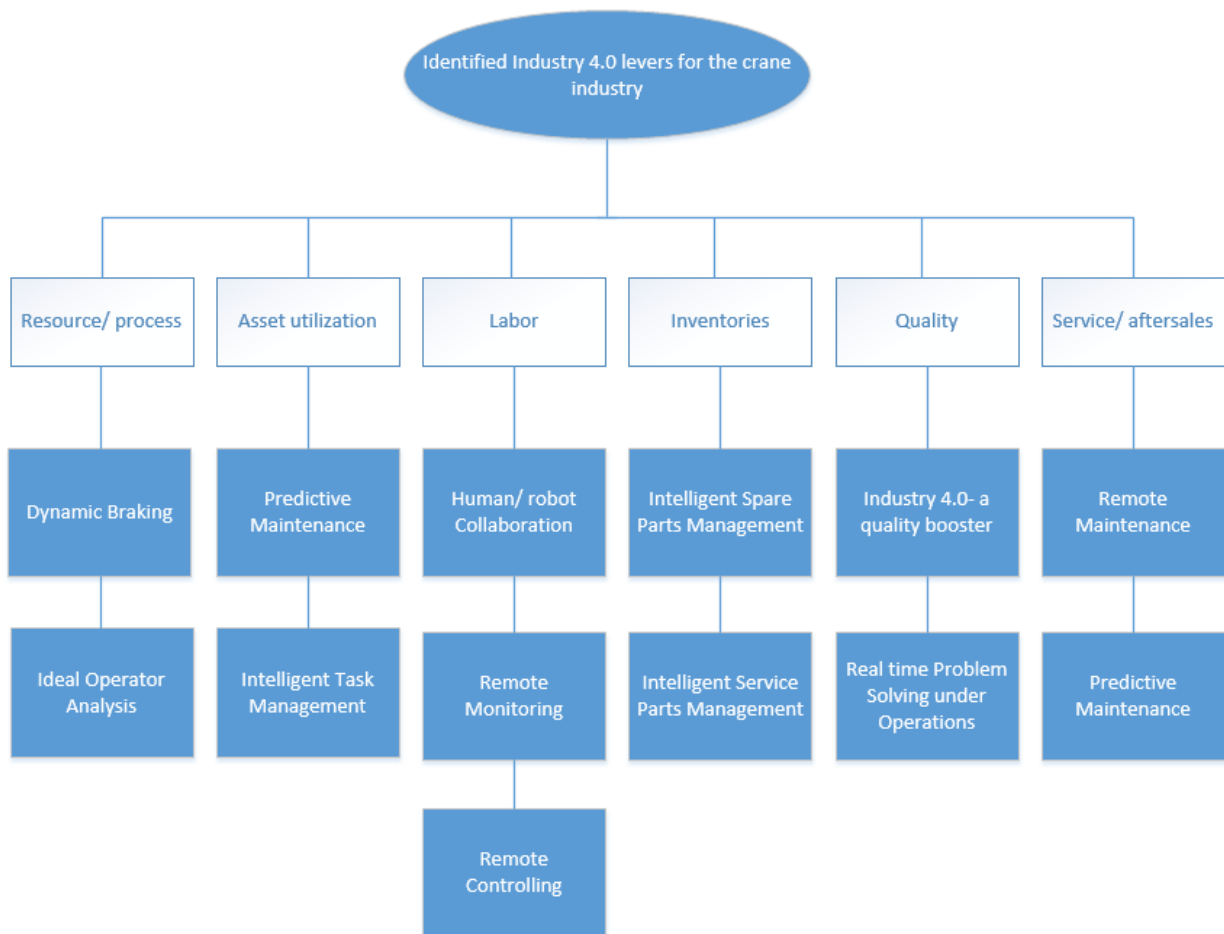 Identified Industry 4.0 levers for the crane
industry
Resource/ process
Asset utilization
Labor
Inventories
Quality
Service/ aftersales
Dynamic Braking
Predictive
Maintenance
Human/ robot
Collaboration
Intelligent Spare
Parts Management
Industry 4.0- a
quality booster
Remote
Maintenance
Ideal Operator
Analysis
Intelligent Task
Management
Remote
Monitoring
Intelligent Service
Parts Management
Real time Problem
Solving under
Operations
Predictive
Maintenance
Remote
Controlling